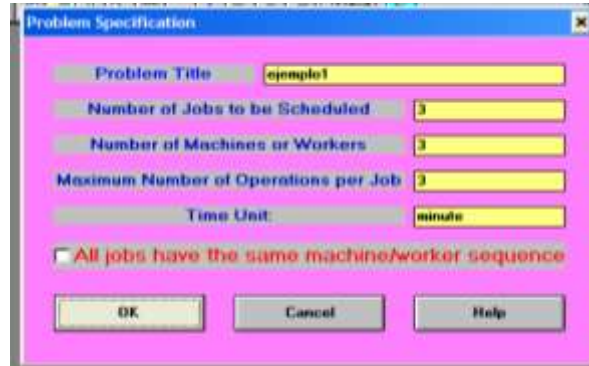 Problem Specification
Problem Title ejemplo1
Number of Jobs to be Scheduled 3
Number of Machines or Workers 3
Maximum Number of Operations per Job 3
Time Unit: minute
All jobs have the same machine/worker sequence
OK Cancel Help